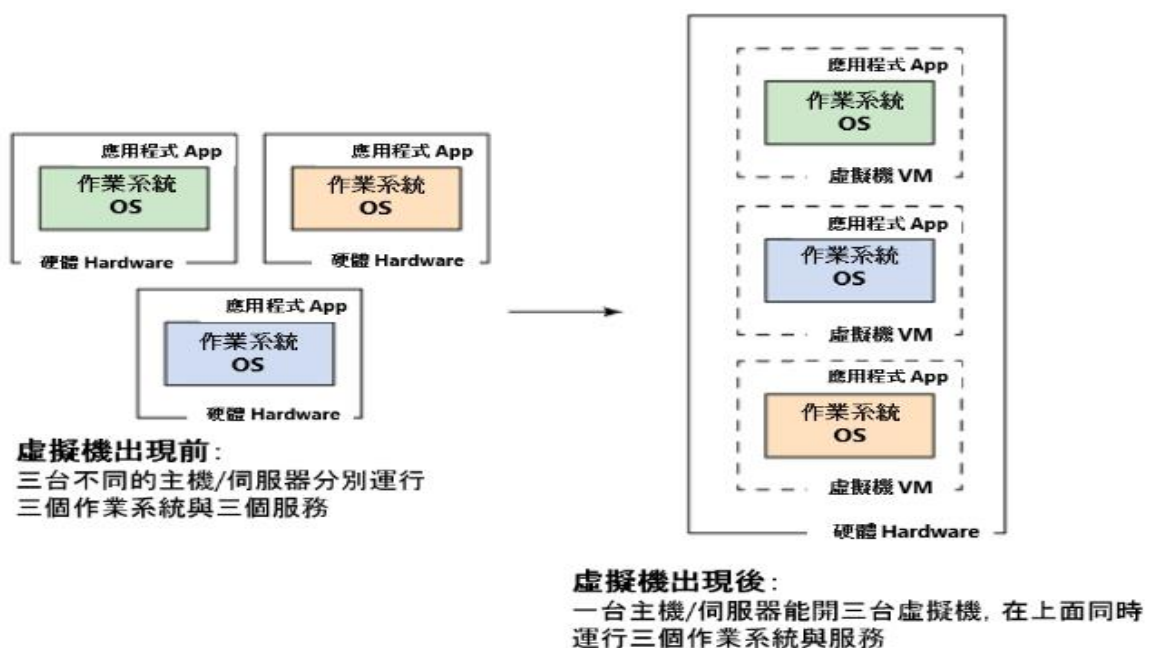 應用程式 App
作業系統
OS
硬體 Hardware
應用程式 App
作業系統
OS
硬體 Hardware
應用程式 App
作業系統
OS
硬體 Hardware
虛擬機出現前:
三台不同的主機/伺服器分別運行
三個作業系統與三個服務
應用程式 App
作業系統
OS
虛擬機 VM
應用程式 App
作業系統
OS
虛擬機 VM
應用程式 App
作業系統
OS
虛擬機 VM
硬體 Hardware
虛擬機出現後:
一台主機/伺服器能開三台虛擬機, 在上面同時
運行三個作業系統與服務